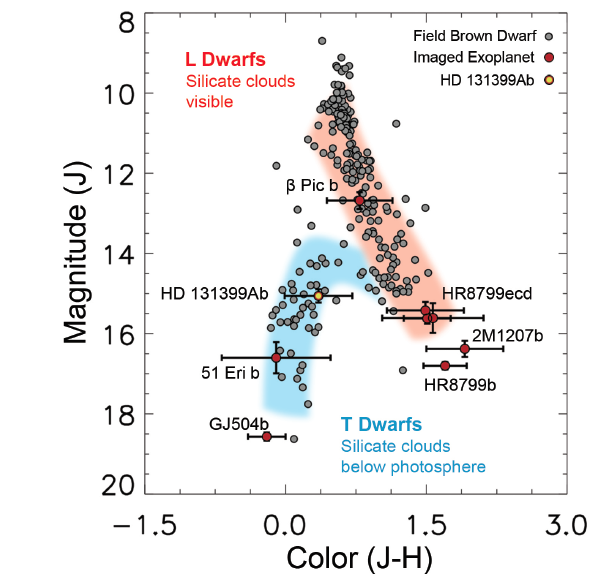 8
10
12
14
16
18
20
Magnitude (J)
L Dwarfs
Silicate clouds
visible
Field Brown Dwarf
Imaged Exoplanet
HD 131399Ab
β Pic b
HD 131399Ab
HR8799ecd
2M1207b
51 Eri b
HR8799b
GJ504b
T Dwarfs
Silicate clouds
below photosphere
−1.5 0.0 1.5 3.0
Color (J-H)